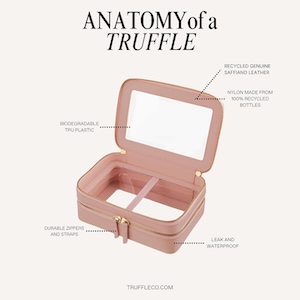 ANATOMY of a
TRUFFLE
RECYCLED GENUINE
SAFFIANO LEATHER
NYLON MADE FROM
100% RECYCLED
BOTTLES
BIODEGRADABLE
TPU PLASTIC
DURABLE ZIPPERS
AND STRAPS
LEAK AND
WATERPROOF
TRUFFLECO.COM